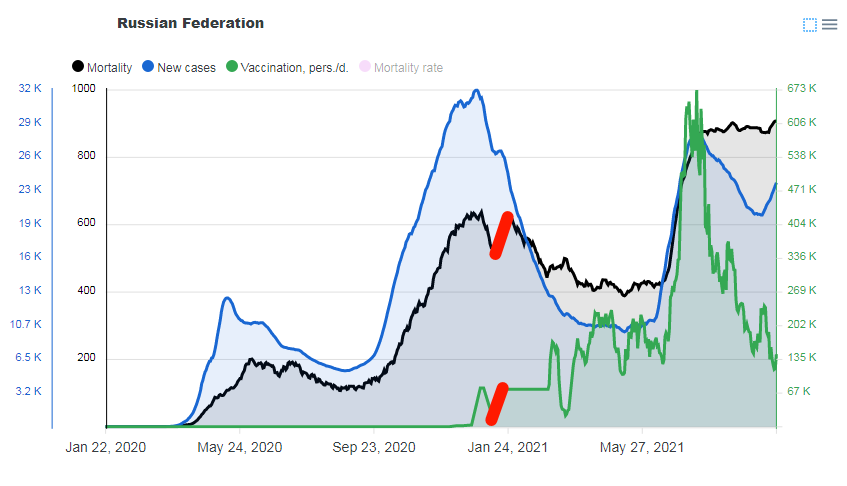 Russian Federation
Mortality New cases Vaccination, pers./d. Mortality rate
32 K 1000 673 K
29 K 800 606 K
26 K 600 538 K
23 K 400 471 K
19 K 200 404 K
16 K 336 K
13 K 269 K
10.7 K 202 K
6.5 K 135 K
3.2 K 67 K
Jan 22, 2020 May 24, 2020 Sep 23, 2020 Jan 24, 2021 May 27, 2021